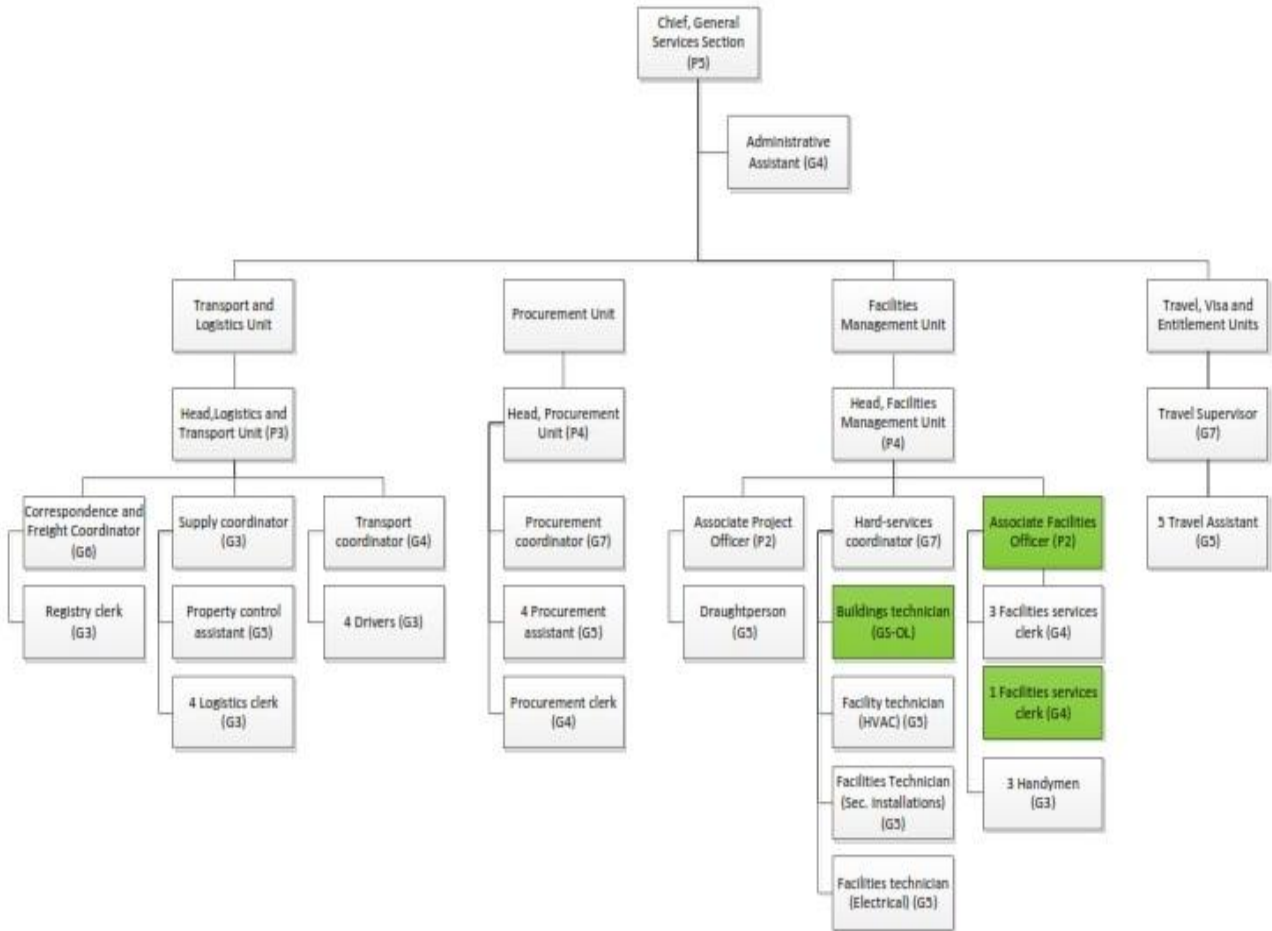 Chief, General
Services Section
(P5)
Administrative
Assistant (G4)
Transport and
Logistics Unit
Procurement Unit
Facilities
Management Unit
Travel, Visa and
Entitlement Units
Head,Logistics and
Transport Unit (P3)
Head, Procurement
Unit (P4)
Head, Facilities
Management Unit
(P4)
Travel Supervisor
(G7)
Correspondence and
Freight Coordinator
(G6)
Supply coordinator
(G3)
Transport
coordinator (G4)
Procurement
coordinator (G7)
Associate Project
Officer (P2)
Hard-services
coordinator (G7)
Associate Facilities
Officer (P2)
5 Travel Assistant
(G5)
Registry clerk
(G3)
Property control
assistant (G5)
4 Drivers (G3)
4 Procurement
assistant (G5)
Draughtperson
(G5)
Buildings technician
(GS-OL)
3 Facilities services
clerk (G4)
4 Logistics clerk
(G3)
Procurement clerk
(G4)
Facility technician
(HVAC) (G5)
1 Facilities services
clerk (G4)
Facilities Technician
(Sec. Installations)
(G5)
3 Handymen
(G3)
Facilities technician
(Electrical) (G5)